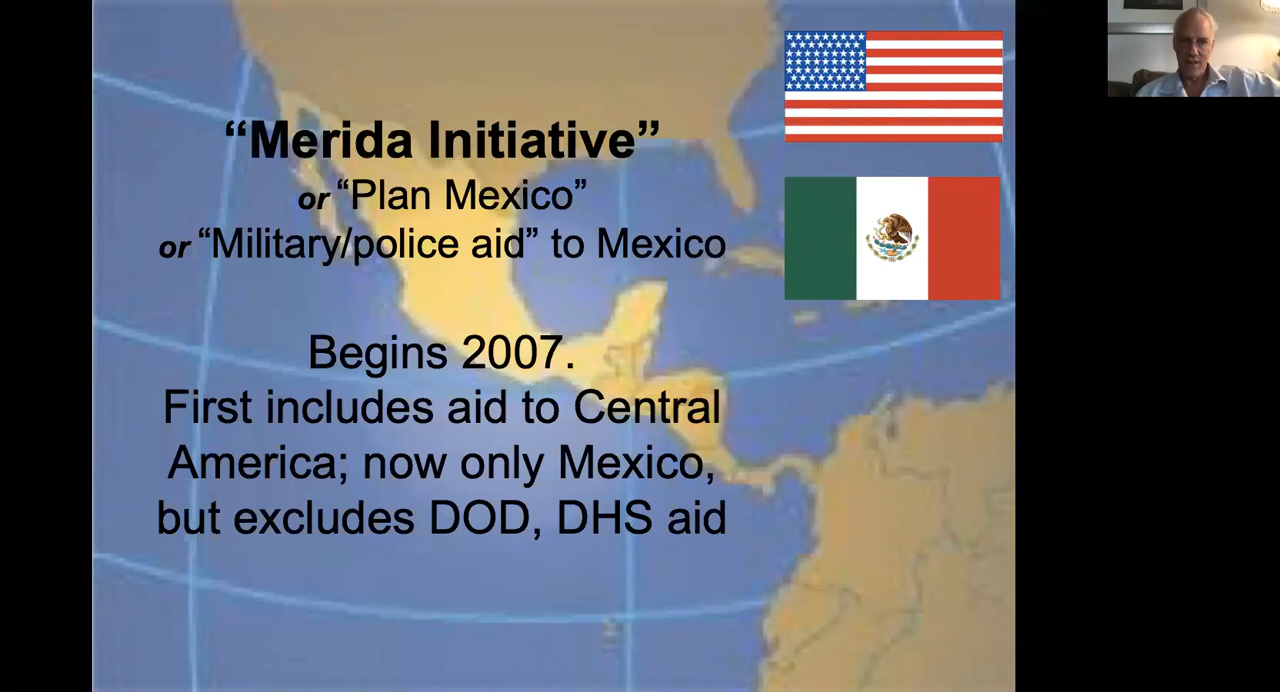 “Merida Initiative”
or “Plan Mexico”
or “Military/police aid” to Mexico
Begins 2007.
First includes aid to Central
America; now only Mexico,
but excludes DOD, DHS aid